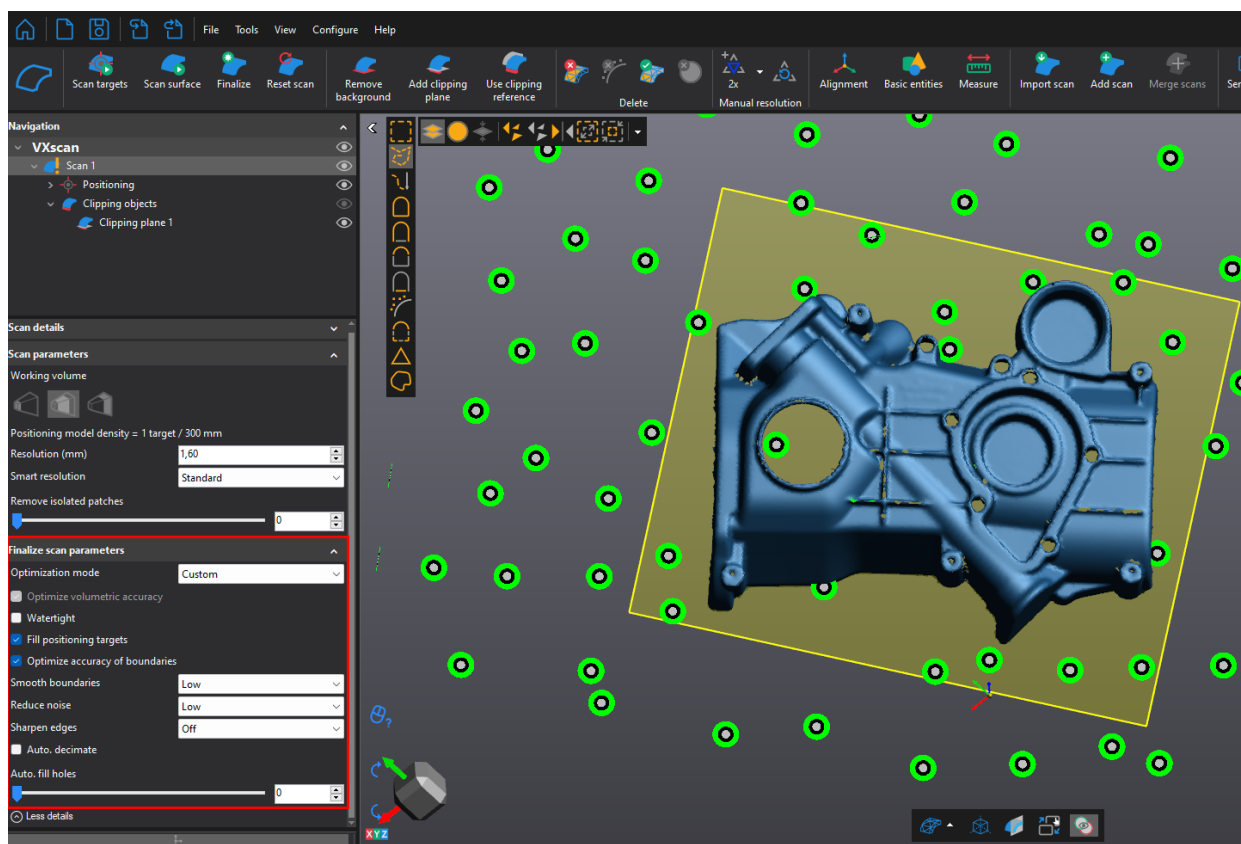 File Tools View Configure Help
Scan targets Scan surface Finalize Reset scan Remove background Add clipping plane Use clipping reference Delete 2x Manual resolution Alignment Basic entities Measure Import scan Add scan Merge scans
Navigation
VXscan
Scan 1
Positioning
Clipping objects
Clipping plane 1
Scan details
Scan parameters
Working volume
Positioning model density = 1 target / 300 mm
Resolution (mm) 1,60
Smart resolution Standard
Remove isolated patches
0
Finalize scan parameters
Optimization mode Custom
Optimize volumetric accuracy
Watertight
Fill positioning targets
Optimize accuracy of boundaries
Smooth boundaries Low
Reduce noise Low
Sharpen edges Off
Auto. decimate
Auto. fill holes
0
Less details
?
XYZ